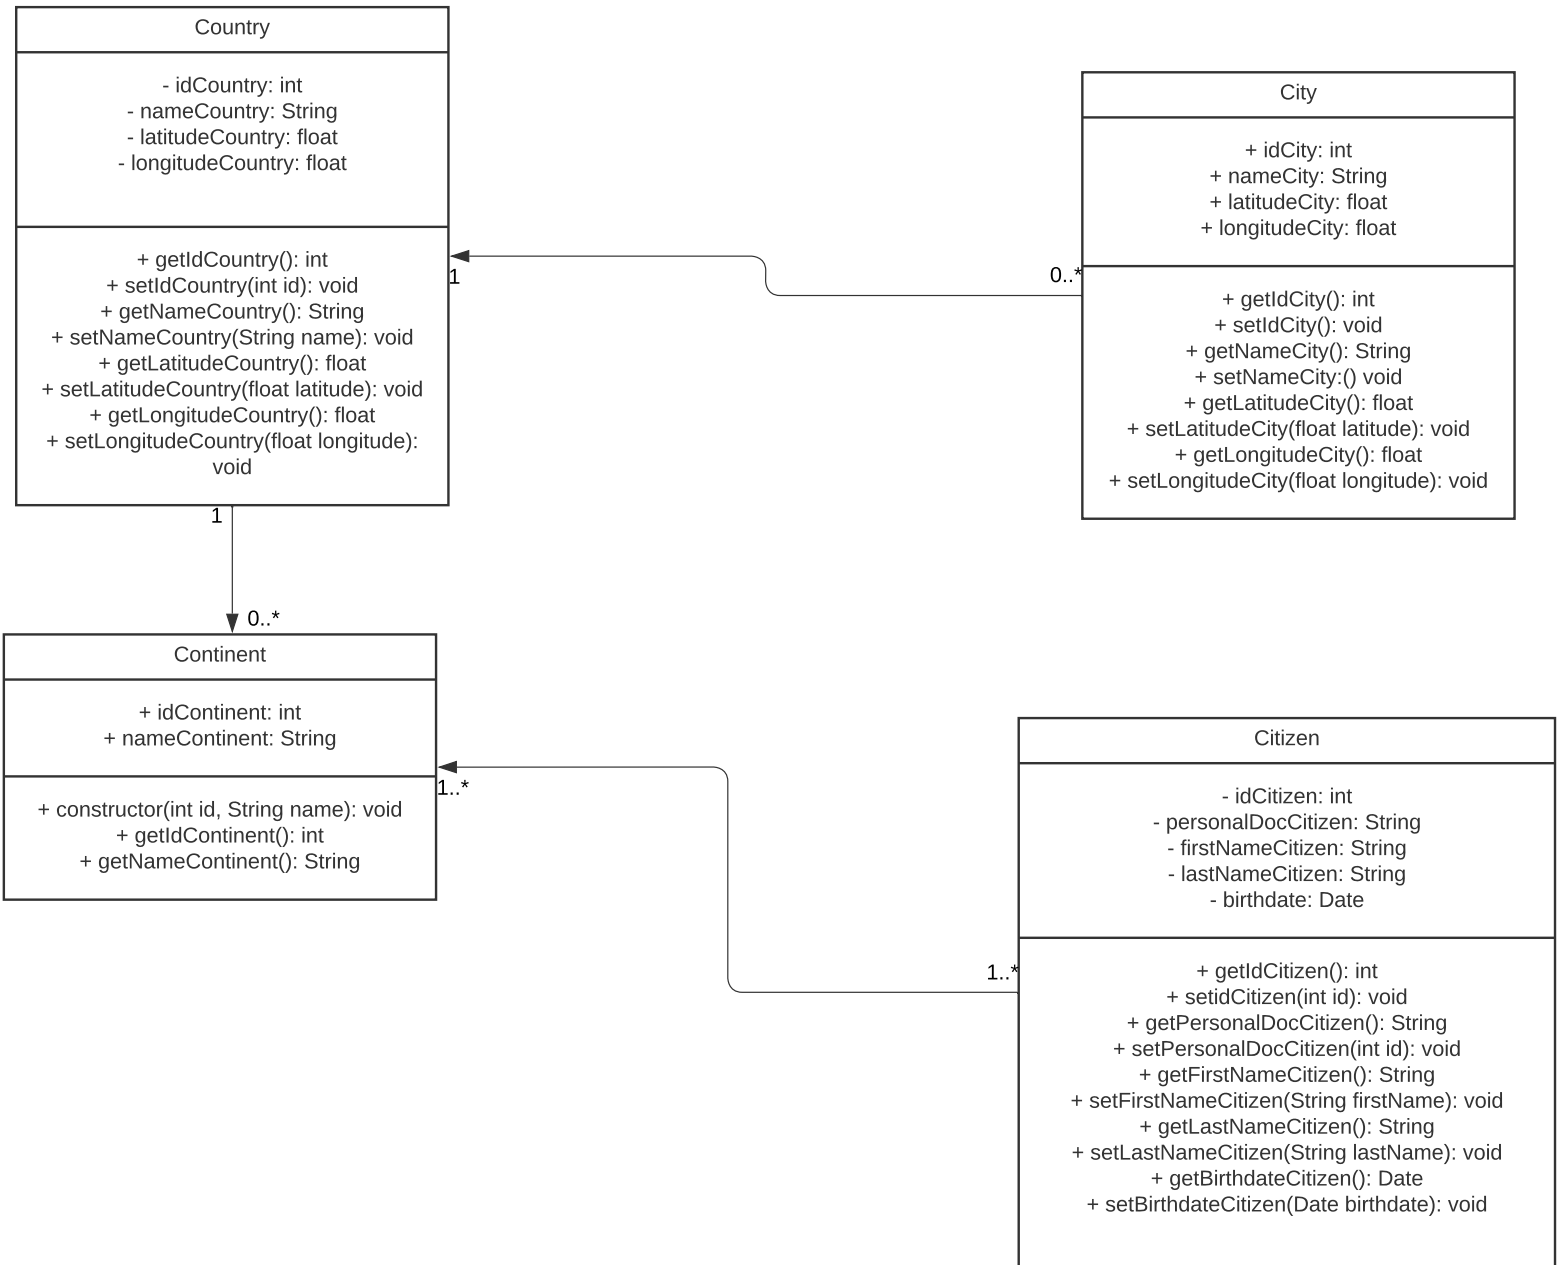 Country
- idCountry: int
- nameCountry: String
- latitudeCountry: float
- longitudeCountry: float
+ getIdCountry(): int
+ setIdCountry(int id): void
+ getNameCountry(): String
+ setNameCountry(String name): void
+ getLatitudeCountry(): float
+ setLatitudeCountry(float latitude): void
+ getLongitudeCountry(): float
+ setLongitudeCountry(float longitude):
void
1
0..*
City
+ idCity: int
+ nameCity: String
+ latitudeCity: float
+ longitudeCity: float
+ getIdCity(): int
+ setIdCity(): void
+ getNameCity(): String
+ setNameCity:() void
+ getLatitudeCity(): float
+ setLatitudeCity(float latitude): void
+ getLongitudeCity(): float
+ setLongitudeCity(float longitude): void
1
0..*
Continent
+ idContinent: int
+ nameContinent: String
+ constructor(int id, String name): void
+ getIdContinent(): int
+ getNameContinent(): String
1..*
1..*
Citizen
- idCitizen: int
- personalDocCitizen: String
- firstNameCitizen: String
- lastNameCitizen: String
- birthdate: Date
+ getIdCitizen(): int
+ setidCitizen(int id): void
+ getPersonalDocCitizen(): String
+ setPersonalDocCitizen(int id): void
+ getFirstNameCitizen(): String
+ setFirstNameCitizen(String firstName): void
+ getLastNameCitizen(): String
+ setLastNameCitizen(String lastName): void
+ getBirthdateCitizen(): Date
+ setBirthdateCitizen(Date birthdate): void